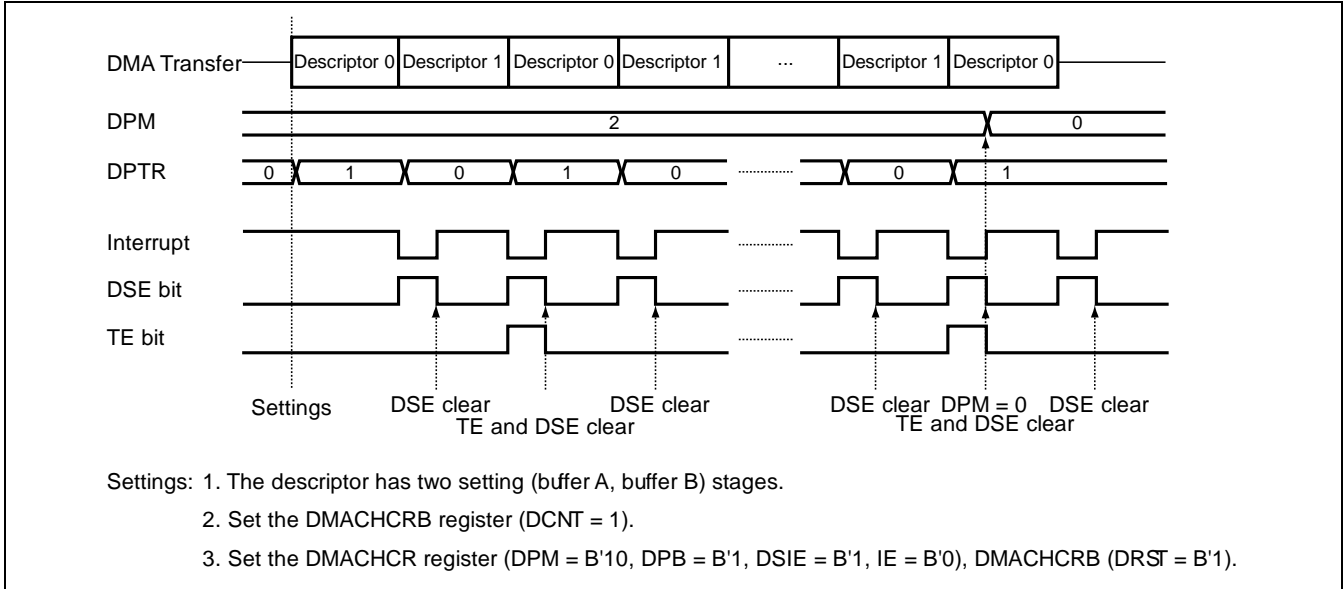 DMA Transfer Descriptor 0 Descriptor 1 Descriptor 0 Descriptor 1 ... Descriptor 1 Descriptor 0
DPM 2 0
DPTR 0 1 0 1 0 0 1
Interrupt
DSE bit
TE bit
Settings DSE clear DSE clear DSE clear DPM = 0 DSE clear
TE and DSE clear TE and DSE clear
Settings: 1. The descriptor has two setting (buffer A, buffer B) stages.
2. Set the DMACHCRB register (DCNT = 1).
3. Set the DMACHCR register (DPM = B'10, DPB = B'1, DSIE = B'1, IE = B'0), DMACHCRB (DRST = B'1).